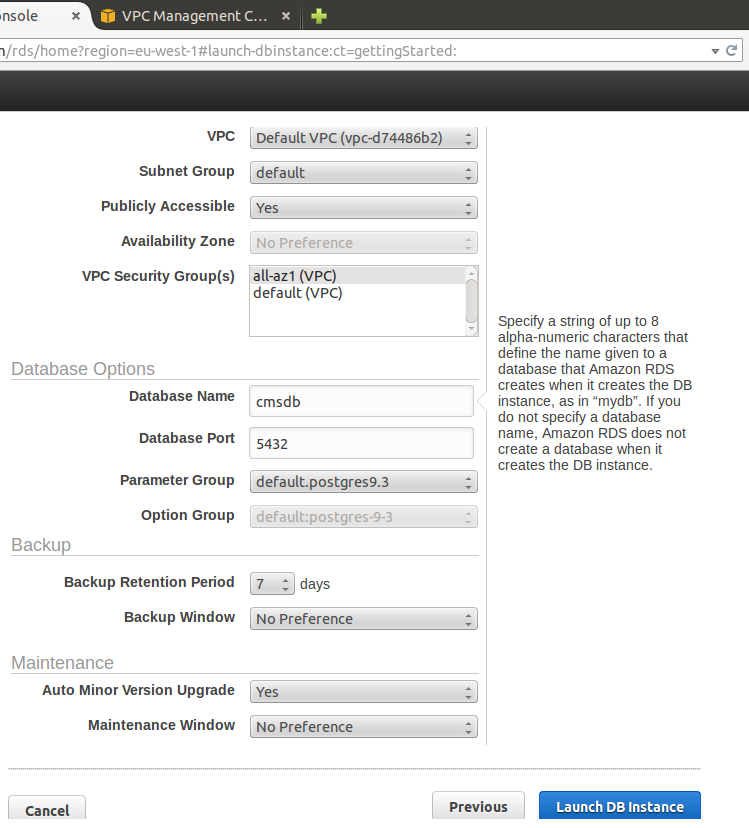 onsole
VPC Management C...
n/rds/home?region=eu-west-1#launch-dbinstance:ct=gettingStarted:
VPC Default VPC (vpc-d74486b2)
Subnet Group default
Publicly Accessible Yes
Availability Zone No Preference
VPC Security Group(s) all-az1 (VPC)
default (VPC)
Database Options
Database Name cmsdb
Database Port 5432
Parameter Group default.postgres9.3
Option Group default:postgres-9-3
Backup
Backup Retention Period 7 days
Backup Window No Preference
Maintenance
Auto Minor Version Upgrade Yes
Maintenance Window No Preference
Specify a string of up to 8
alpha-numeric characters that
define the name given to a
database that Amazon RDS
creates when it creates the DB
instance, as in “mydb”. If you
do not specify a database
name, Amazon RDS does not
create a database when it
creates the DB instance.
Cancel
Previous
Launch DB Instance